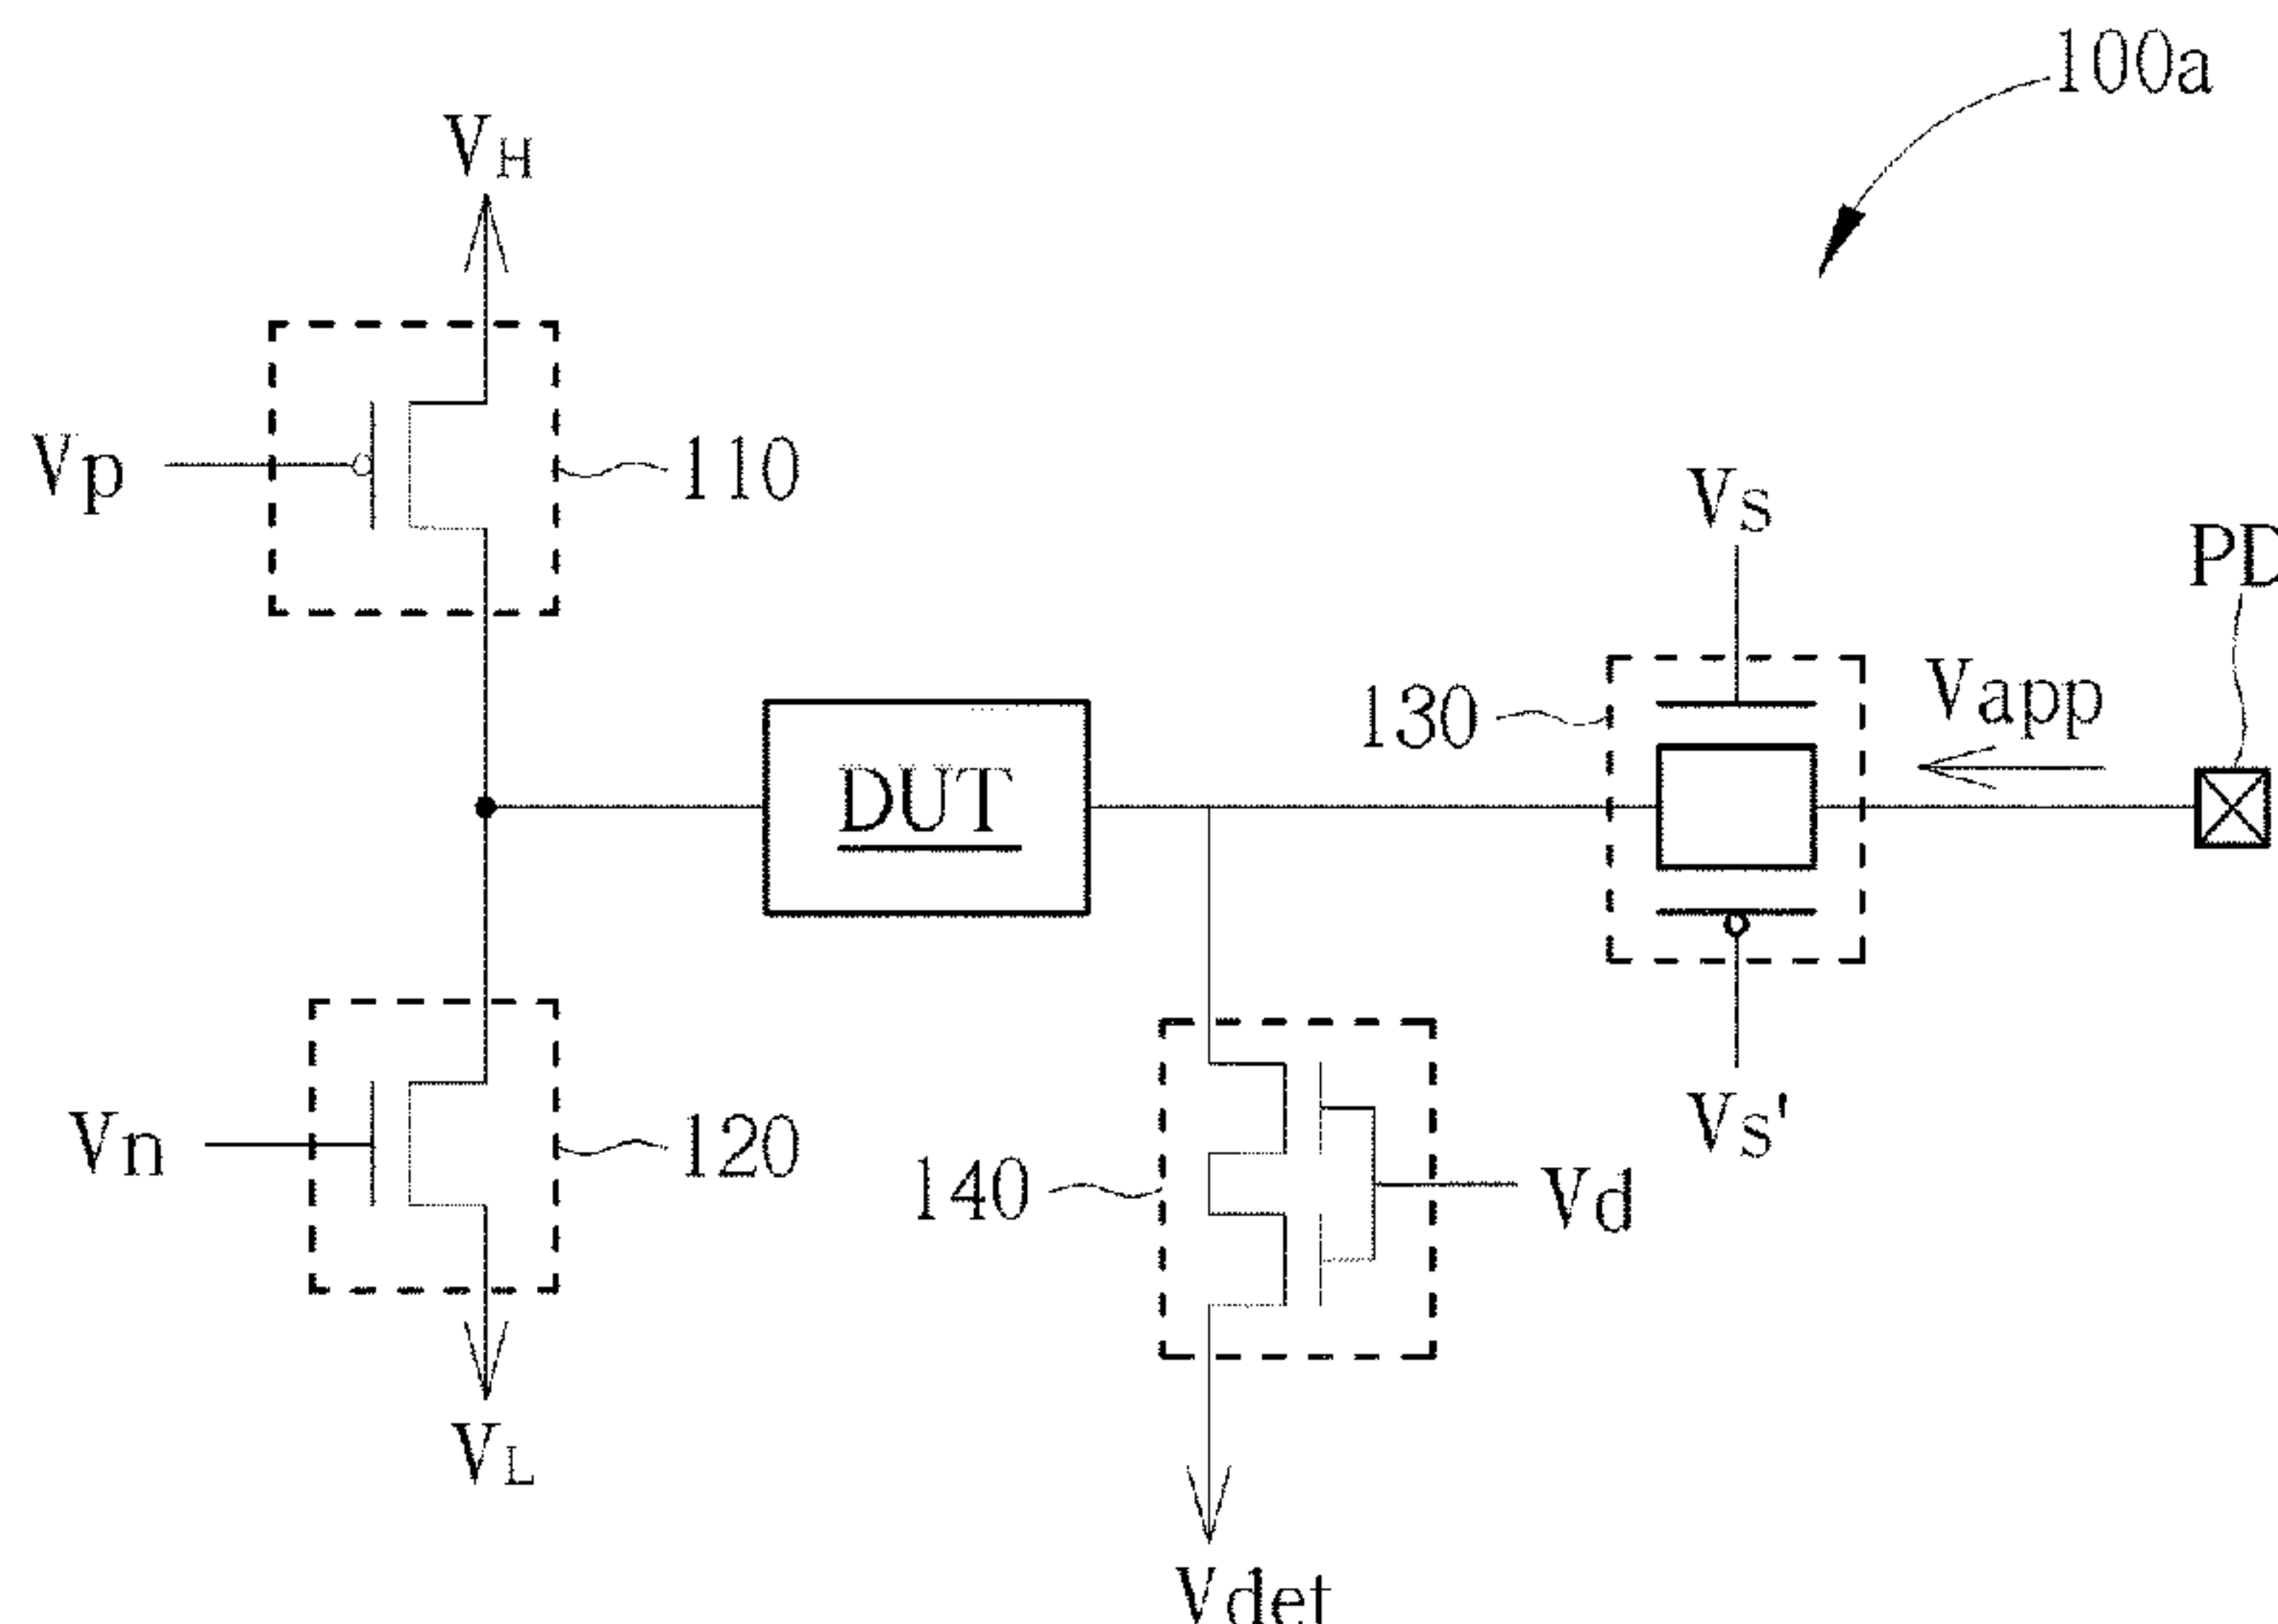 100a
VH
Vp
110
VS
PD
130
Vapp
DUT
Vn
120
VS'
140
Vd
VL
Vdet